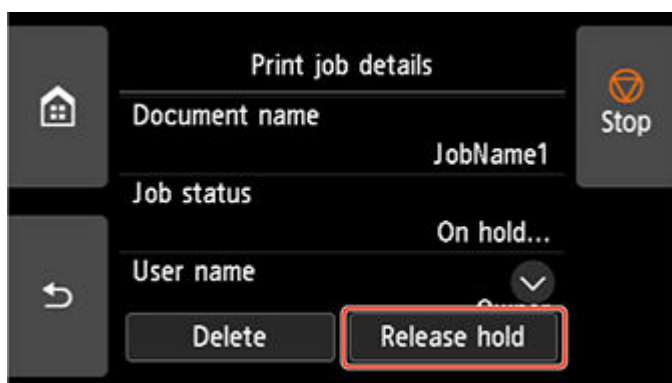 Print job details
Stop
Document name
JobName1
Job status
On hold...
User name
Delete
Release hold